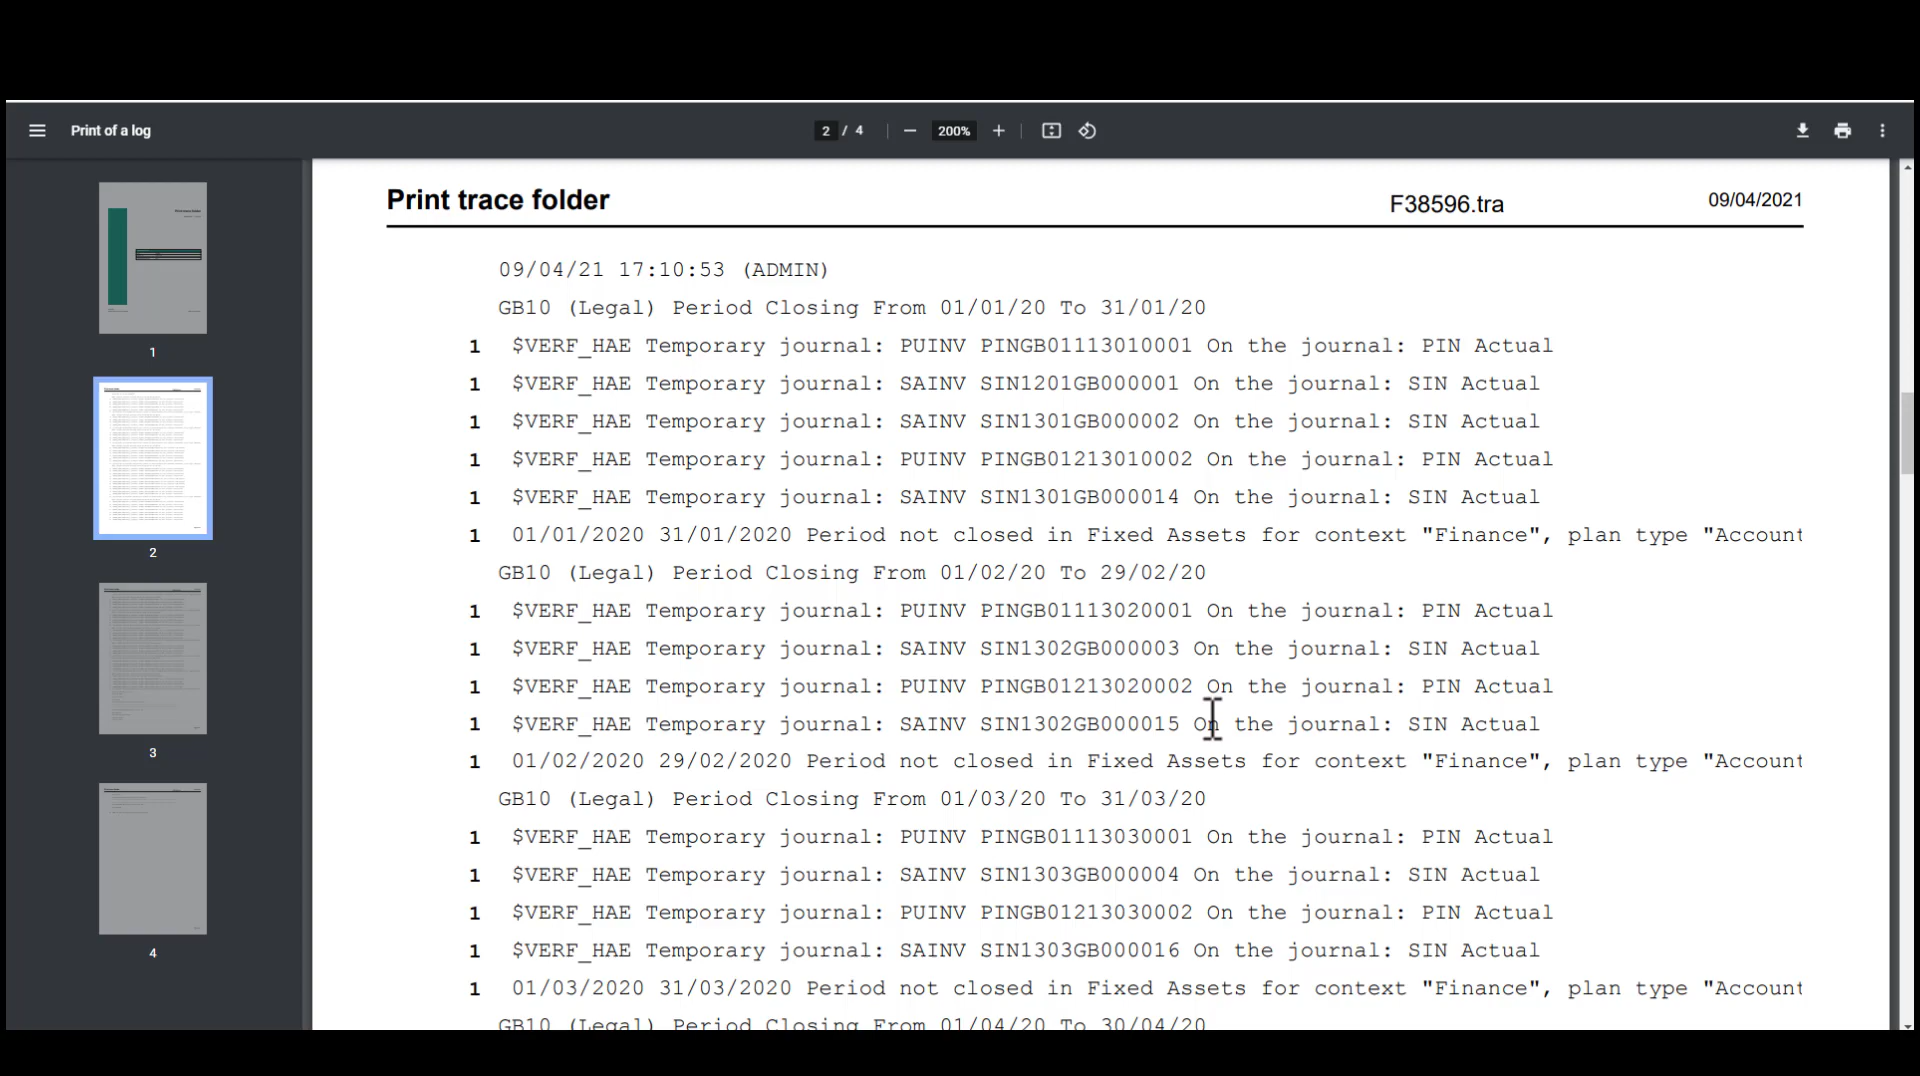 Print of a log
2 / 4
200%
1
2
3
4
Print trace folder F38596.tra 09/04/2021
09/04/21 17:10:53 (ADMIN)
GB10 (Legal) Period Closing From 01/01/20 To 31/01/20
1 $VERF_HAE Temporary journal: PUINV PINGB01113010001 On the journal: PIN Actual
1 $VERF_HAE Temporary journal: SAINV SIN1201GB000001 On the journal: SIN Actual
1 $VERF_HAE Temporary journal: SAINV SIN1301GB000002 On the journal: SIN Actual
1 $VERF_HAE Temporary journal: PUINV PINGB01213010002 On the journal: PIN Actual
1 $VERF_HAE Temporary journal: SAINV SIN1301GB000014 On the journal: SIN Actual
1 01/01/2020 31/01/2020 Period not closed in Fixed Assets for context "Finance", plan type "Account
GB10 (Legal) Period Closing From 01/02/20 To 29/02/20
1 $VERF_HAE Temporary journal: PUINV PINGB01113020001 On the journal: PIN Actual
1 $VERF_HAE Temporary journal: SAINV SIN1302GB000003 On the journal: SIN Actual
1 $VERF_HAE Temporary journal: PUINV PINGB01213020002 On the journal: PIN Actual
1 $VERF_HAE Temporary journal: SAINV SIN1302GB000015 On the journal: SIN Actual
1 01/02/2020 29/02/2020 Period not closed in Fixed Assets for context "Finance", plan type "Account
GB10 (Legal) Period Closing From 01/03/20 To 31/03/20
1 $VERF_HAE Temporary journal: PUINV PINGB01113030001 On the journal: PIN Actual
1 $VERF_HAE Temporary journal: SAINV SIN1303GB000004 On the journal: SIN Actual
1 $VERF_HAE Temporary journal: PUINV PINGB01213030002 On the journal: PIN Actual
1 $VERF_HAE Temporary journal: SAINV SIN1303GB000016 On the journal: SIN Actual
1 01/03/2020 31/03/2020 Period not closed in Fixed Assets for context "Finance", plan type "Account
GB10 (Legal) Period Closing From 01/04/20 To 30/04/20